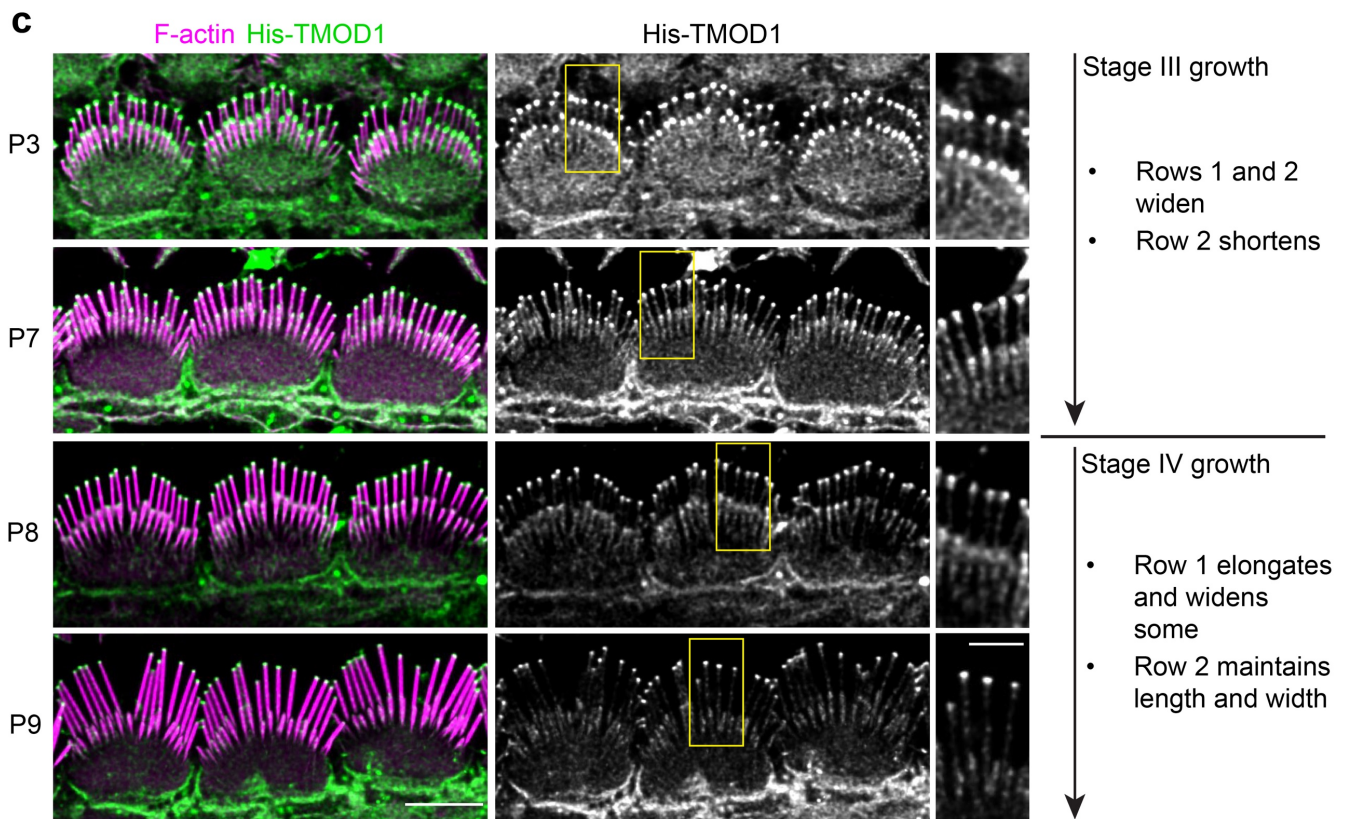 c
F-actin His-TMOD1
His-TMOD1
P3
Stage III growth
• Rows 1 and 2
widen
• Row 2 shortens
P7
P8
Stage IV growth
• Row 1 elongates
and widens
some
• Row 2 maintains
length and width
P9